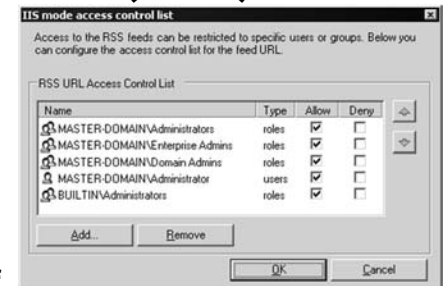 IIS mode access control list
Access to the RSS feeds can be restricted to specific users or groups. Below you
can configure the access control list for the feed URL.
RSS URL Access Control List
Name Type Allow Deny
MASTER-DOMAIN\Administrators roles
MASTER-DOMAIN\Enterprise Admins roles
MASTER-DOMAIN\Domain Admins roles
MASTER-DOMAIN\Administrator users
BUILTIN\Administrators roles
Add... Remove
OK Cancel